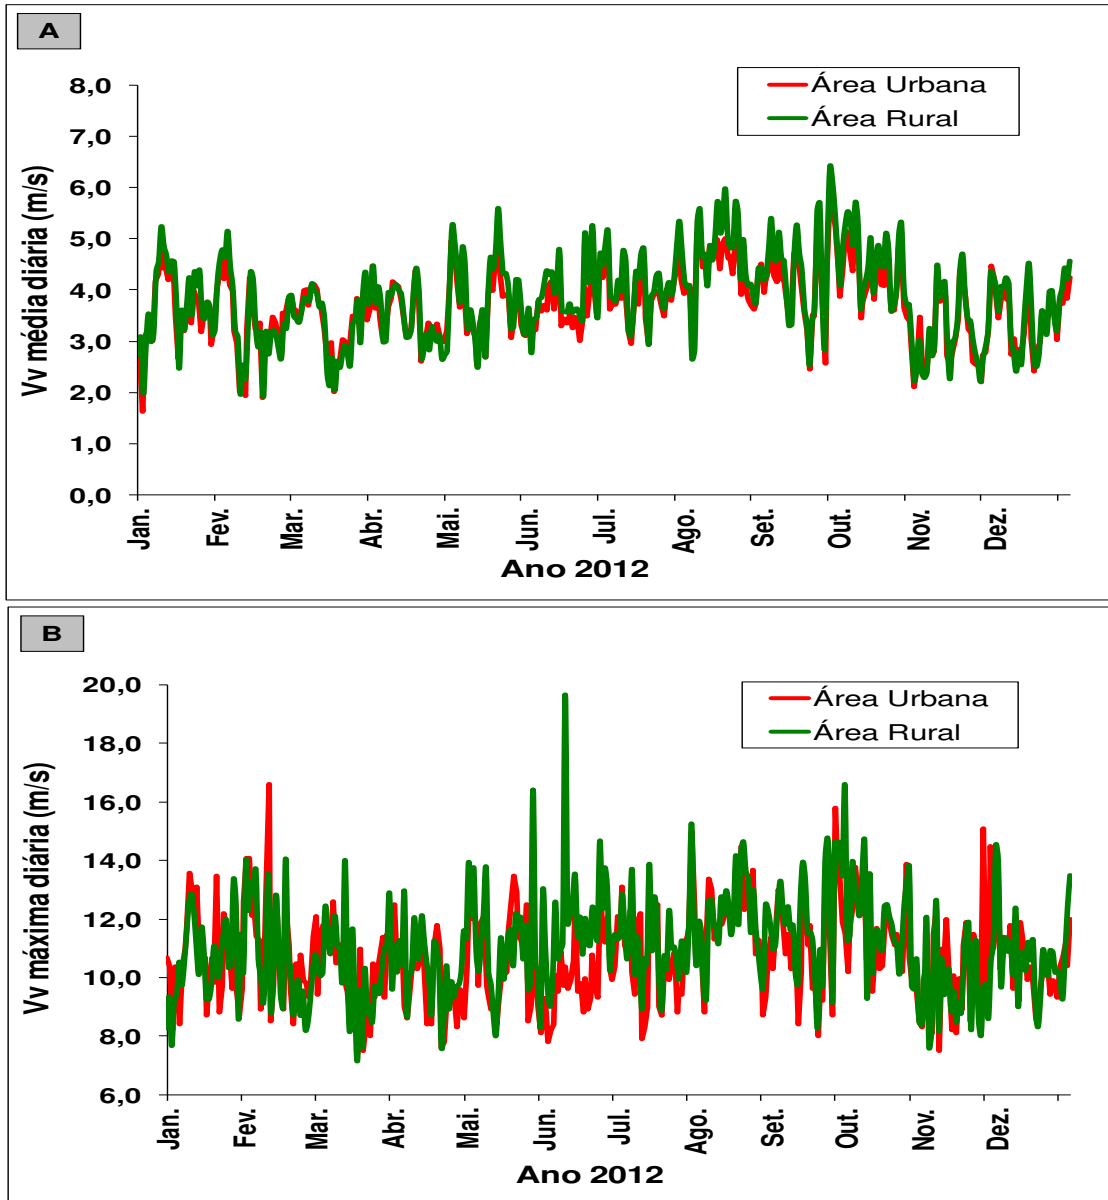 A
Vv média diária (m/s)
8,0
7,0
6,0
5,0
4,0
3,0
2,0
1,0
0,0
Área Urbana
Área Rural
Jan. Fev. Mar. Abr. Mai. Jun. Jul. Ago. Set. Out. Nov. Dez.
Ano 2012
B
Vv máxima diária (m/s)
20,0
18,0
16,0
14,0
12,0
10,0
8,0
6,0
Área Urbana
Área Rural
Jan. Fev. Mar. Abr. Mai. Jun. Jul. Ago. Set. Out. Nov. Dez.
Ano 2012